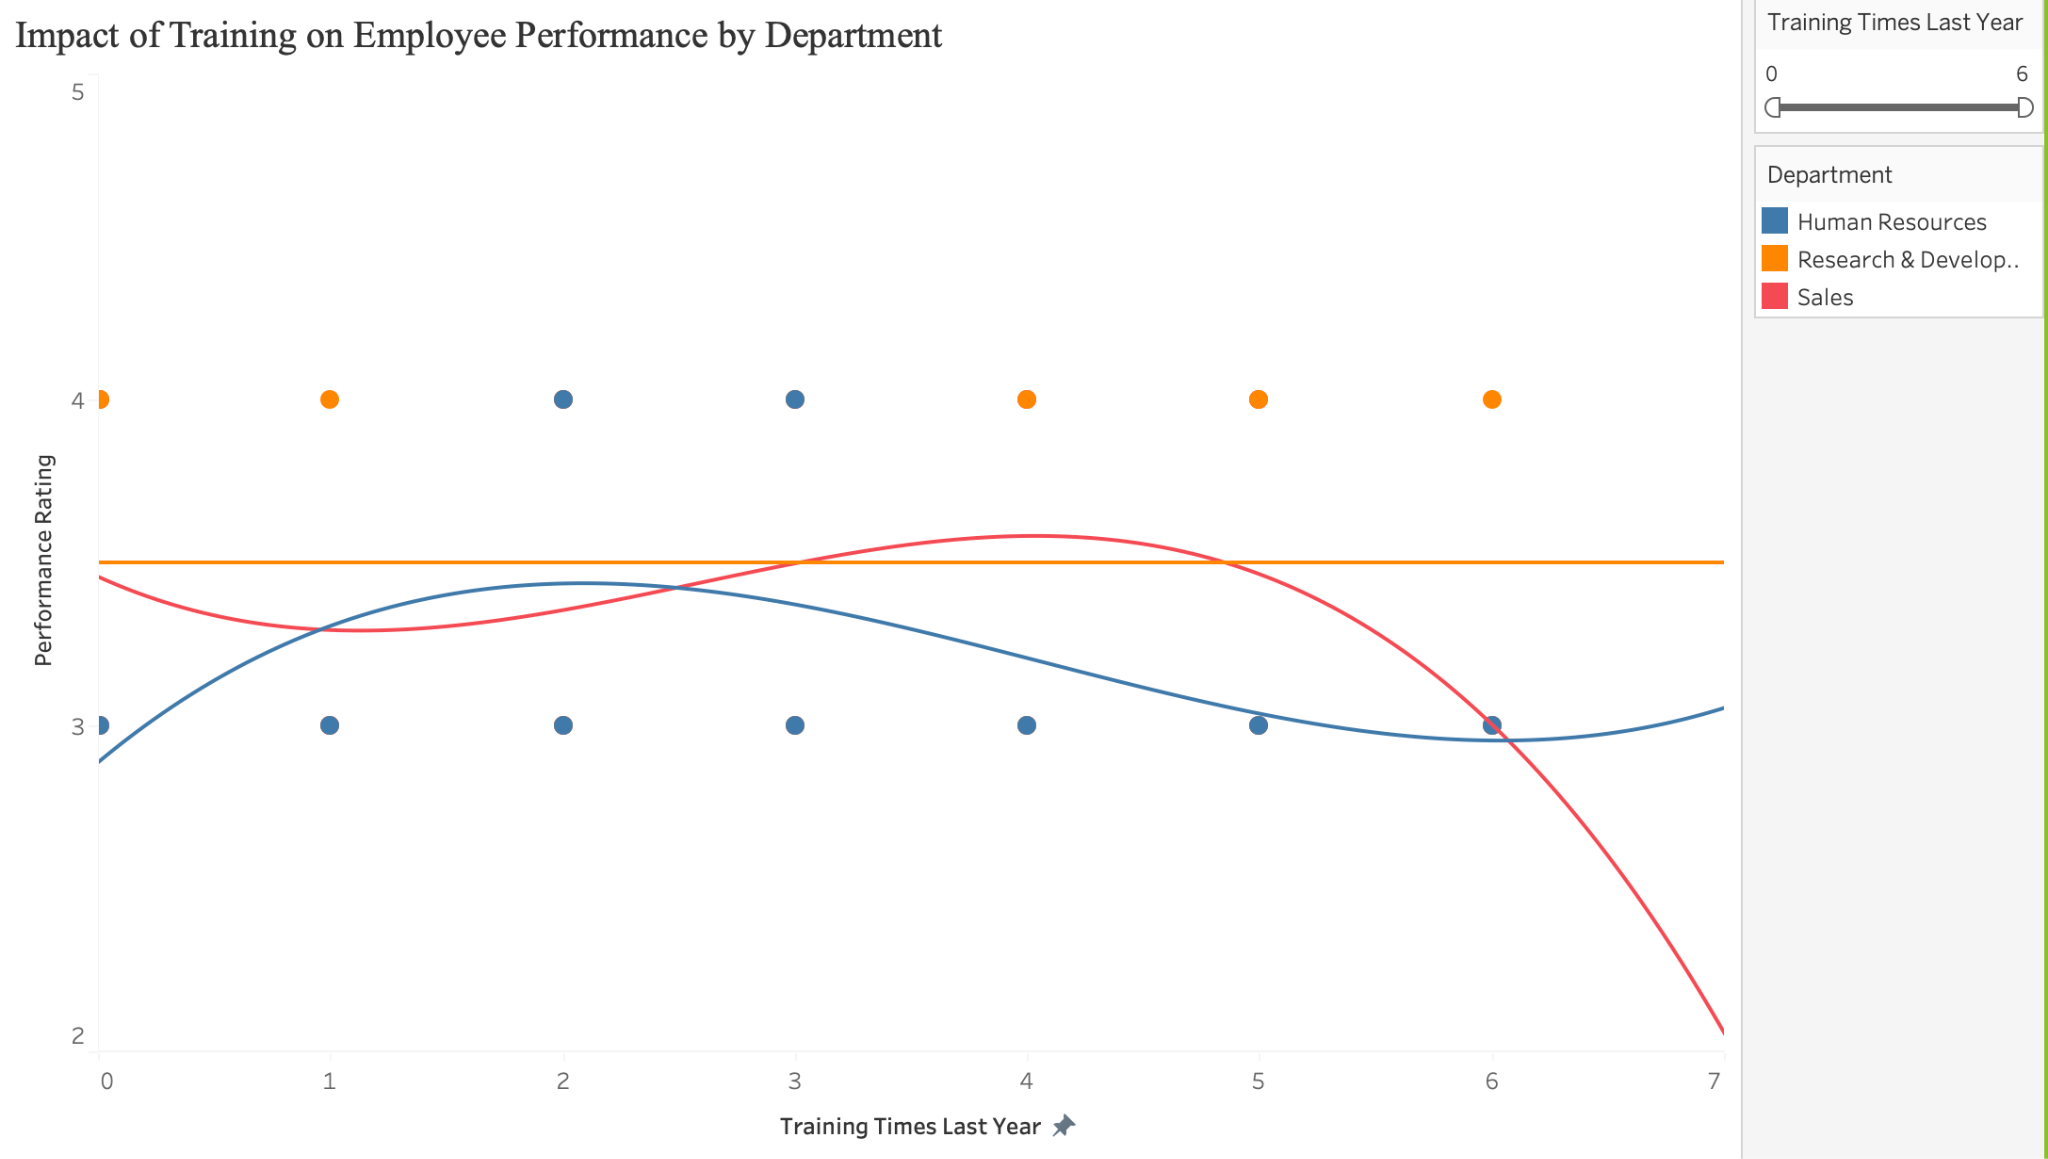 Impact of Training on Employee Performance by Department
5
4
3
2
Performance Rating
0 1 2 3 4 5 6 7
Training Times Last Year
Training Times Last Year
0 6
Department
Human Resources
Research & Develop..
Sales